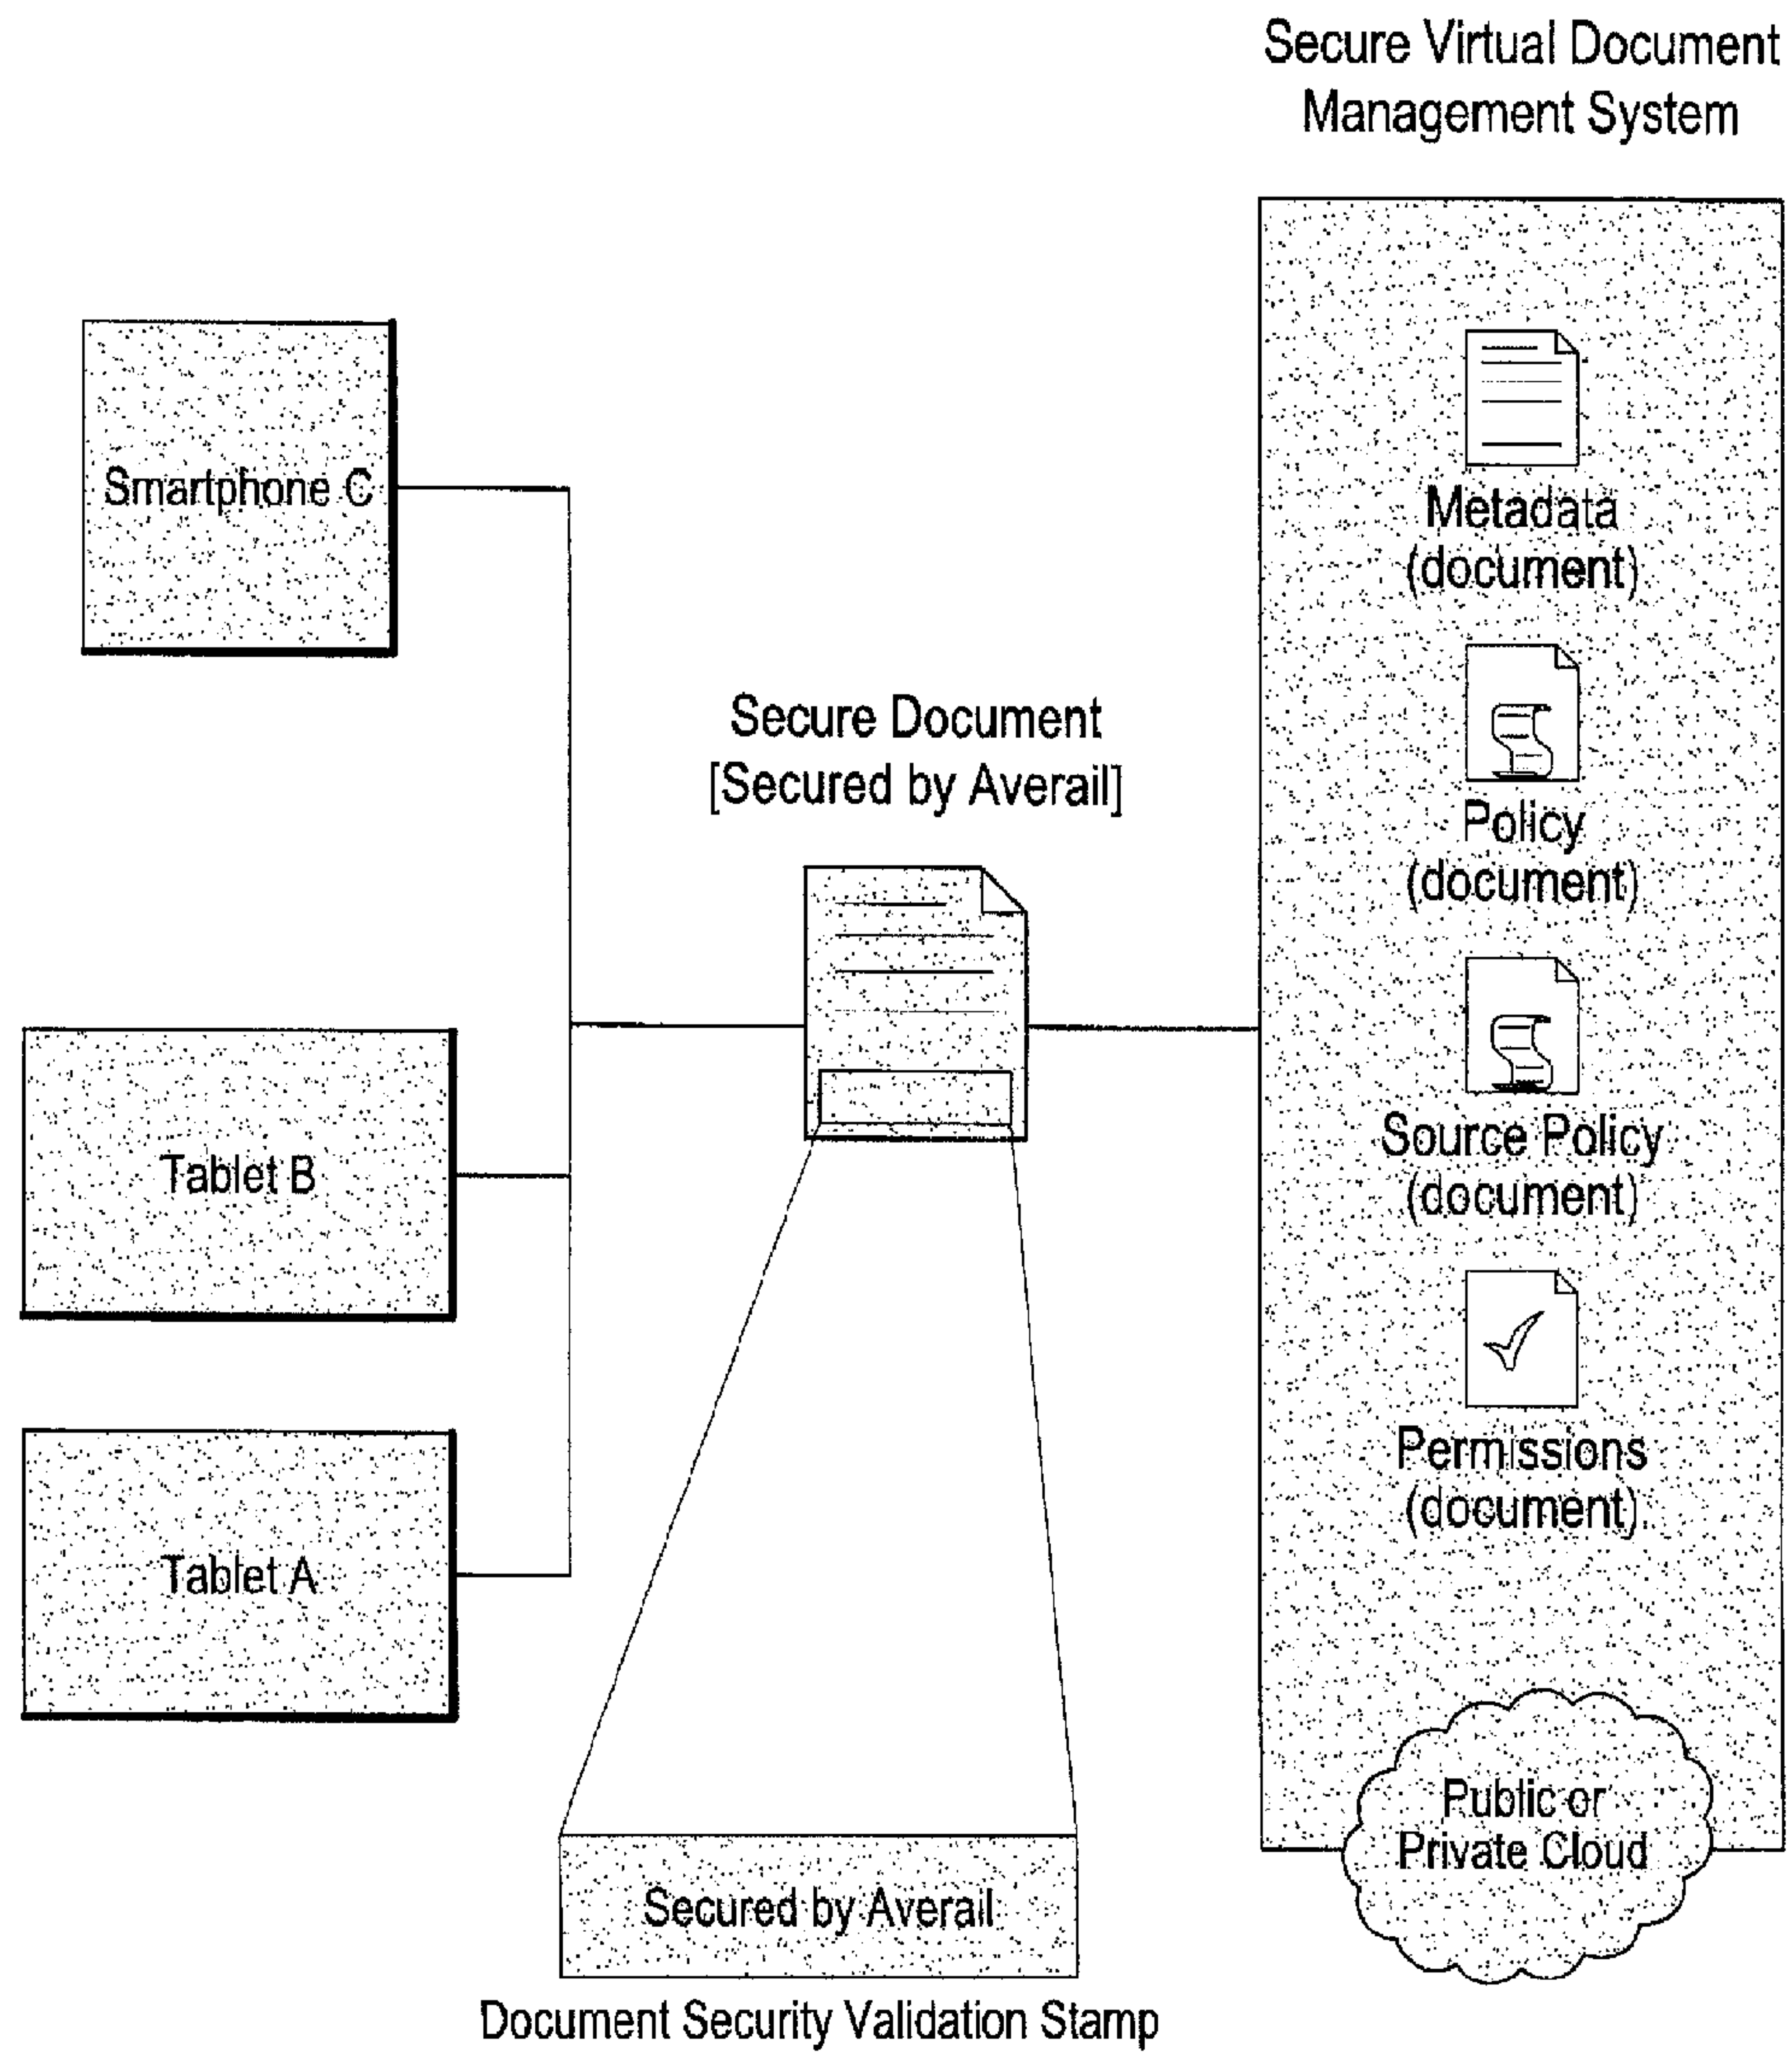 Secure Virtual Document
Management System
Smartphone C
Metadata
(document)
Secure Document
[Secured by Averail]
Policy
(document)
Tablet B
Source Policy
(document)
Tablet A
Permissions
(document)
Public or
Private Cloud
Secured by Averail
Document Security Validation Stamp